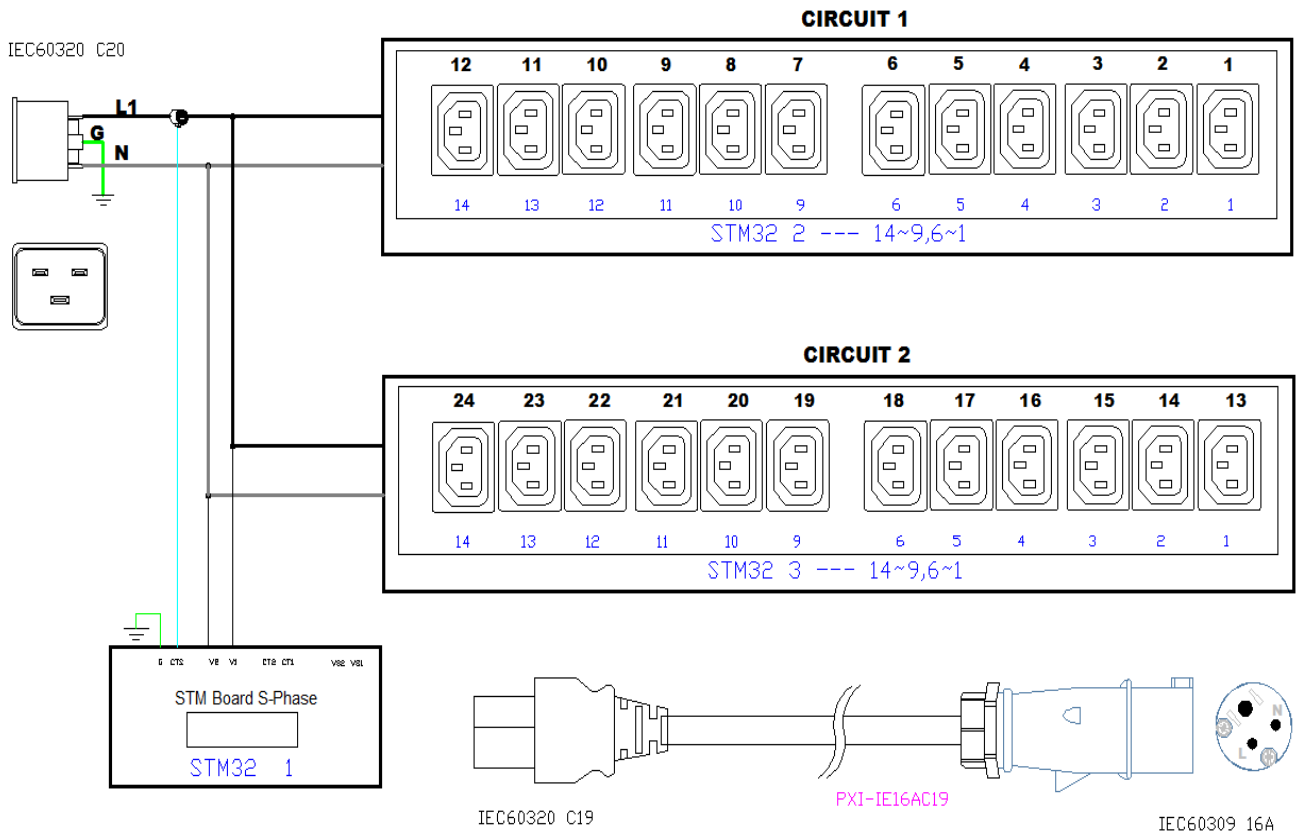 CIRCUIT 1
IEC60320 C20
12 11 10 9 8 7 6 5 4 3 2 1
L1
G
N
14 13 12 11 10 9 6 5 4 3 2 1
STM32 2 --- 14~9,6~1
CIRCUIT 2
24 23 22 21 20 19 18 17 16 15 14 13
14 13 12 11 10 9 6 5 4 3 2 1
STM32 3 --- 14~9,6~1
G CTS V2 V1 CT2 CT1 VS2 VS1
STM Board S-Phase
STM32 1
N
L
PXI-IE16AC19
IEC60320 C19
IEC60309 16A